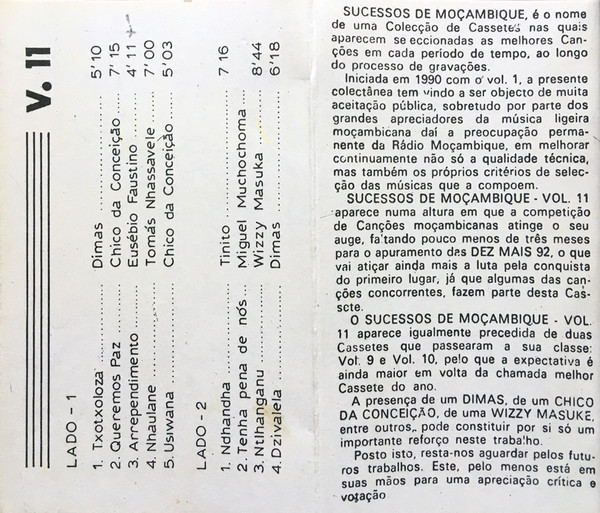 V. 11
LADO - 1
1. Txotxoloza ........ Dimas ........ 5'10
2. Queremos Paz ........ Chico da Conceição ........ 7'15
3. Arrependimento ........ Eusébio Faustino ........ 4'11
4. Nhaulane ........ Tomás Nhassavele ........ 7'00
5. Usiwana ........ Chico da Conceição ........ 5'03
LADO - 2
1. Ndhandha ........ Tinito ........ 7 16
2. Tenha pena de nós... Miguel Muchochoma ...
3. Ntlhanganu ........ Wizzy Masuka ........ 8'44
4. Dzivalela ........ Dimas ........ 6'18
SUCESSOS DE MOÇAMBIQUE, é o nome
de uma Colecção de Cassetes nas quais
aparecem se eccionadas as melhores Can-
ções em cada período de tempo, ao longo
do processo de gravações.
Iniciada em 1990 com o vol. 1, a presente
colectânea tem vindo a ser objecto de muita
aceitação pública, sobretudo por parte dos
grandes apreciadores da música ligeira
moçambicana daí a preocupação perma-
nente da Rádio Moçambique, em melhorar
continuamente não só a qualidade técnica,
mas também os próprios critérios de selec-
ção das músicas que a compoem.
SUCESSOS DE MOÇAMBIQUE - VOL. 11
aparece numa altura em que a competição
de Canções moçambicanas atinge o seu
auge, fa'tando pouco menos de três meses
para o apuramento das DEZ MAIS 92, o que
vai atiçar ainda mais a luta pela conquista
do primeiro lugar, já que algumas das can-
ções concorrentes, fazem parte desta Cas-
scte.
O SUCESSOS DE MOÇAMBIQUE - VOL.
11 aparece igualmente precedida de duas
Cassetes que passearam a sua classe:
Vol. 9 e Vol. 10, pelo que a expectativa é
ainda maior em volta da chamada melhor
Cassete do ano.
A presença de um DIMAS, de um CHICO
DA CONCEIÇÃO, de uma WIZZY MASUKE,
entre outros, pode constituir por si só um
importante reforço neste traba'ho.
Posto isto, resta-nos aguardar pelos futu-
ros trabalhos. Este, pelo menos está em
suas mãos para uma apreciação crítica e
votação